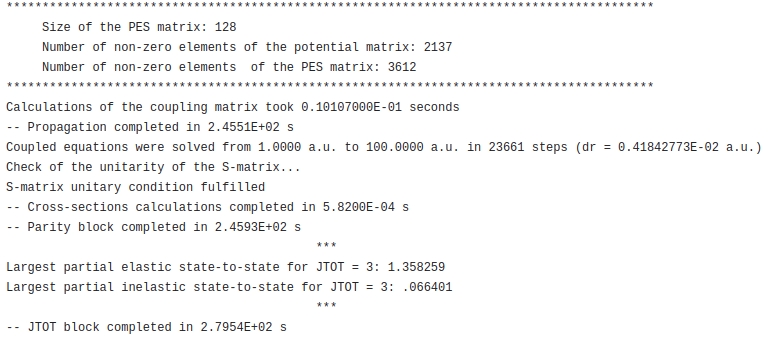 ******************************************************************************************
Size of the PES matrix: 128
Number of non-zero elements of the potential matrix: 2137
Number of non-zero elements  of the PES matrix: 3612
******************************************************************************************
Calculations of the coupling matrix took 0.10107000E-01 seconds
-- Propagation completed in 2.4551E+02 s
Coupled equations were solved from 1.0000 a.u. to 100.0000 a.u. in 23661 steps (dr = 0.41842773E-02 a.u.)
Check of the unitarity of the S-matrix...
S-matrix unitary condition fulfilled
-- Cross-sections calculations completed in 5.8200E-04 s
-- Parity block completed in 2.4593E+02 s
***
Largest partial elastic state-to-state for JTOT = 3: 1.358259
Largest partial inelastic state-to-state for JTOT = 3: .066401
***
-- JTOT block completed in 2.7954E+02 s